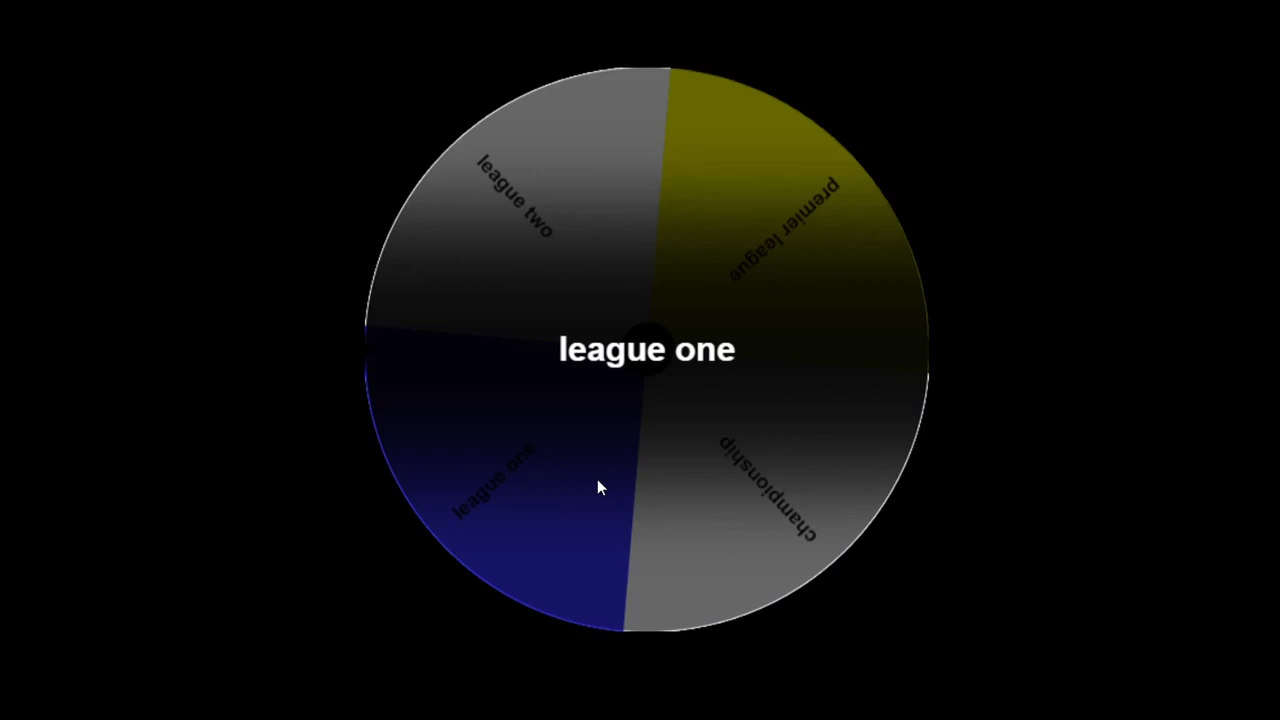 league two
premier league
league one
league one
championship